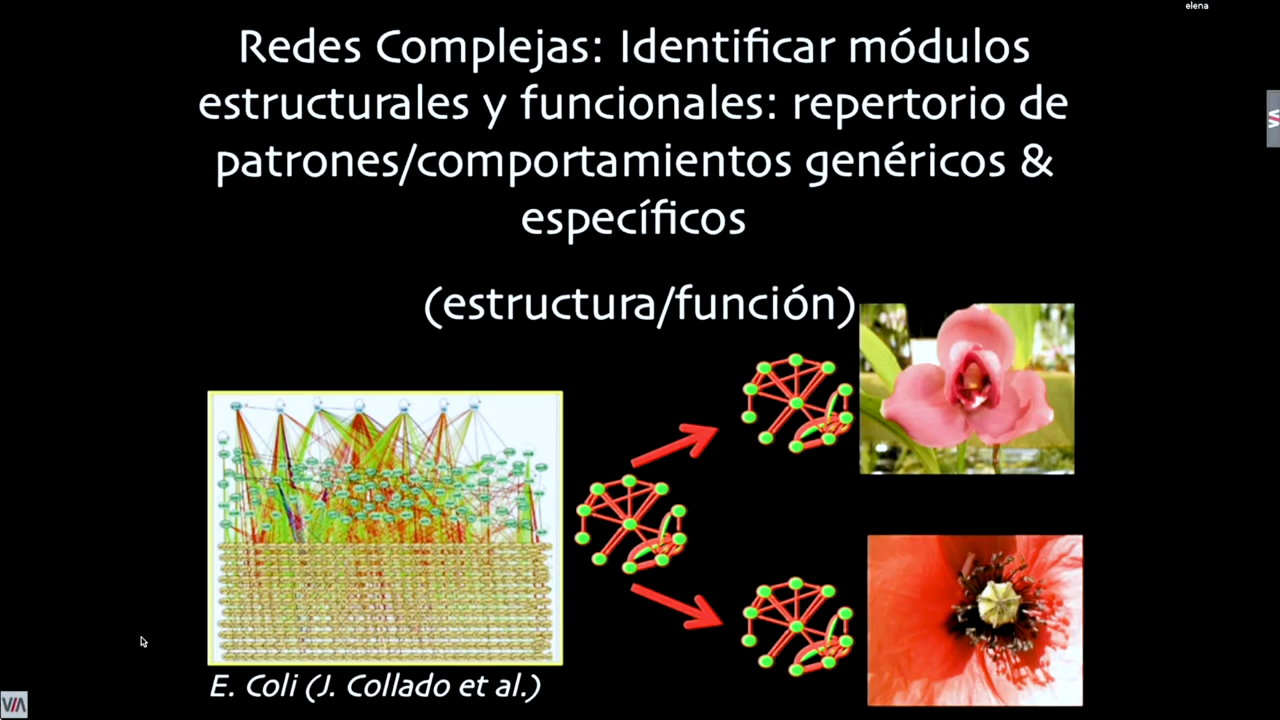 elena
Redes Complejas: Identificar módulos
estructurales y funcionales: repertorio de
patrones/comportamientos genéricos &
específicos
(estructura/función)
E. Coli (J. Collado et al.)
VIA